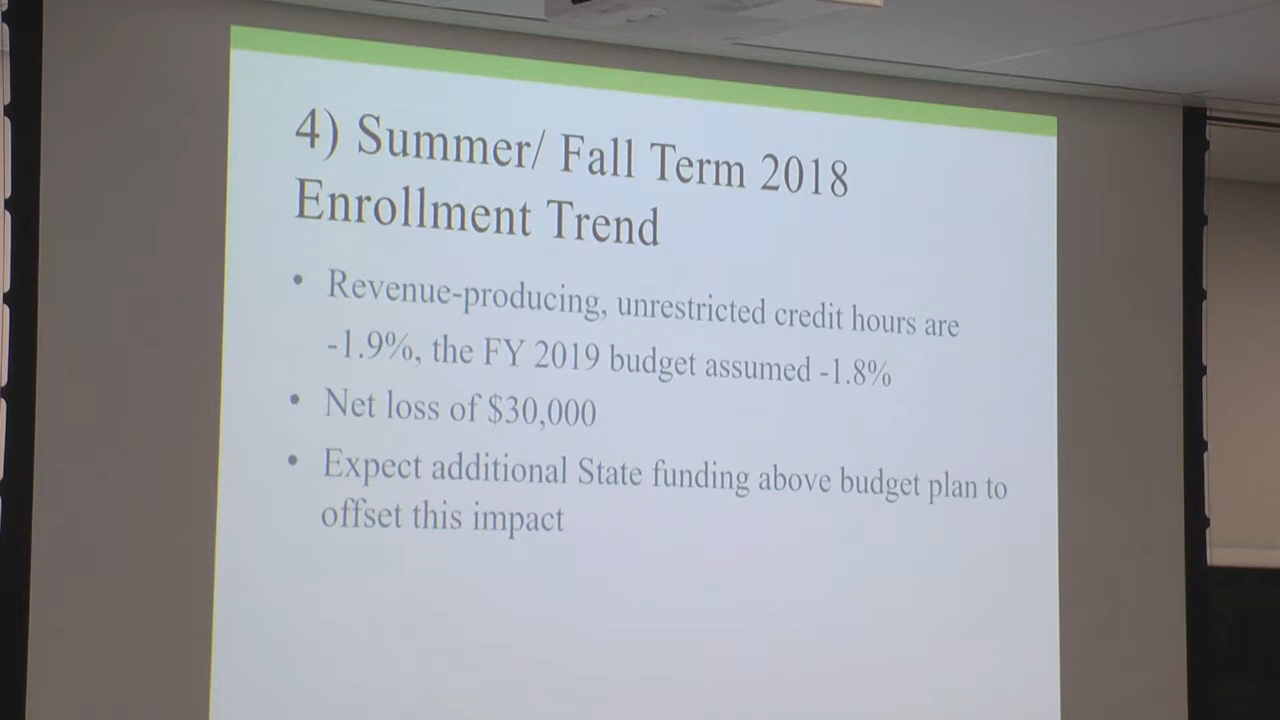 4) Summer/ Fall Term 2018
Enrollment Trend
• Revenue-producing, unrestricted credit hours are
-1.9%, the FY 2019 budget assumed -1.8%
• Net loss of $30,000
• Expect additional State funding above budget plan to
offset this impact